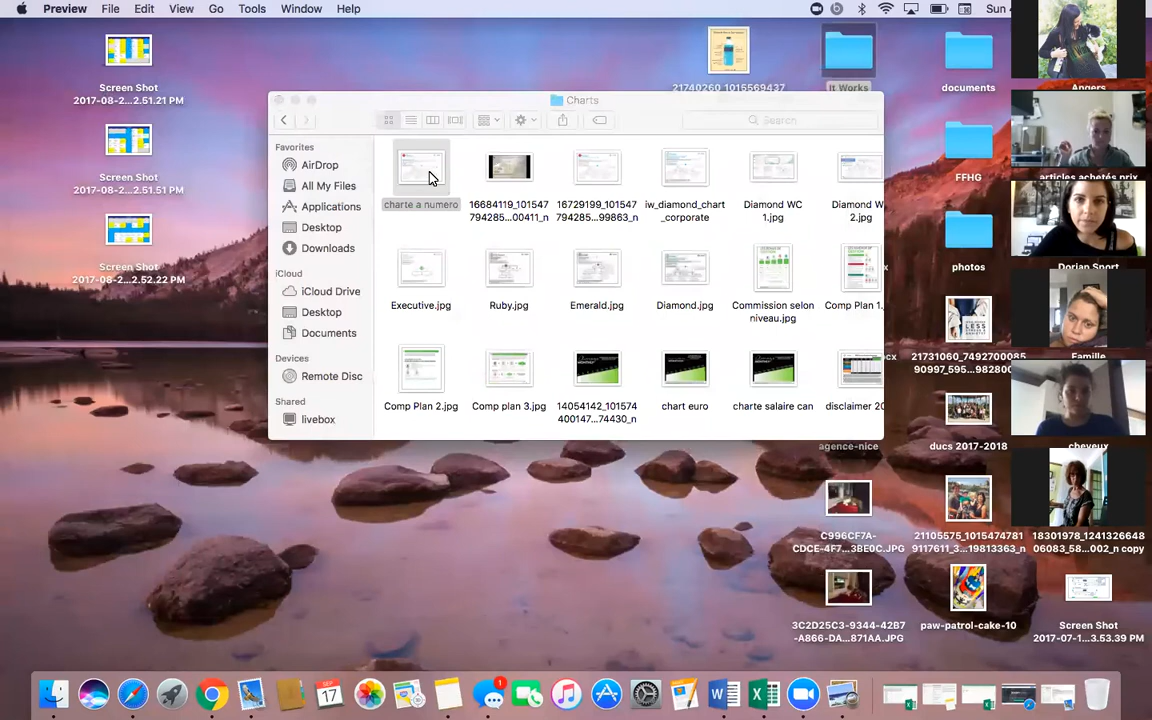 Preview File Edit View Go Tools Window Help
Sun
Screen Shot
2017-08-2...2.51.21 PM
Screen Shot
2017-08-2...2.51.51 PM
Screen Shot
2017-08-2...2.52.22 PM
21740260_1015569437
It Works
documents
Angers
FFHG
articles achetés prix
photos
Dorian Sport
21731060_7492700085
90997_595...982800
Famille
agence-nice
ducs 2017-2018
cheveux
C996CF7A-
CDCE-4F7...3BE0C.JPG
21105575_1015474781
9117611_3...19813363_n
18301978_1241326648
06083_58...002_n copy
3C2D25C3-9344-42B7
-A866-DA...871AA.JPG
paw-patrol-cake-10
Screen Shot
2017-07-1...3.53.39 PM
Charts
Search
Favorites
AirDrop
All My Files
Applications
Desktop
Downloads
iCloud
iCloud Drive
Desktop
Documents
Devices
Remote Disc
Shared
livebox
charte a numero
16684119_101547
794285...00411_n
16729199_101547
794285...99863_n
iw_diamond_chart
_corporate
Diamond WC
1.jpg
Diamond W
2.jpg
Executive.jpg
Ruby.jpg
Emerald.jpg
Diamond.jpg
Commission selon
niveau.jpg
Comp Plan 1.
Comp Plan 2.jpg
Comp plan 3.jpg
14054142_101574
400147...74430_n
chart euro
charte salaire can
disclaimer 20
SEP
17
1